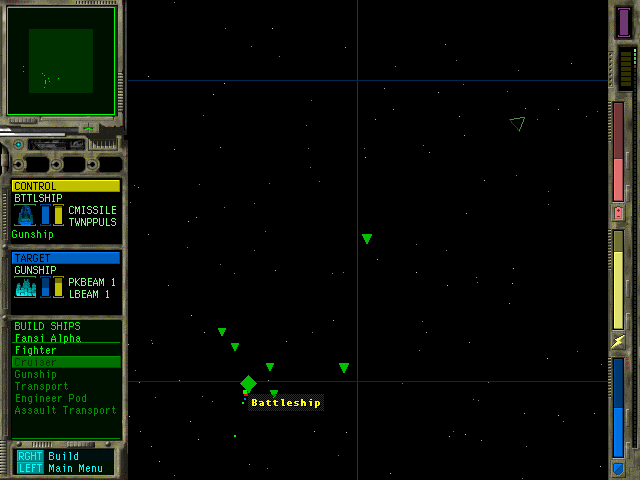 CONTROL
BTTLSHIP
CMISSILE
TWNPPULS
Gunship
TARGET
GUNSHIP
PKBEAM 1
LBEAM 1
BUILD SHIPS
Fansi Alpha
Fighter
Cruiser
Gunship
Transport
Engineer Pod
Assault Transport
RGHT Build
LEFT Main Menu
Battleship